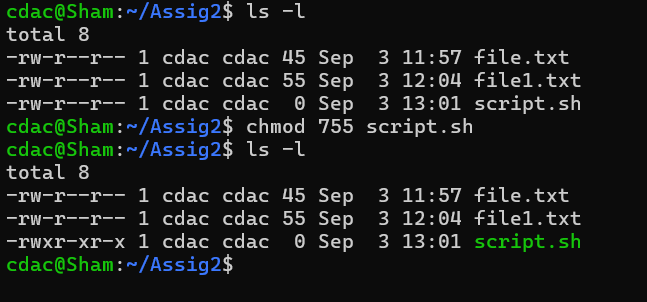 cdac@Sham:~/Assig2$ ls -l
total 8
-rw-r--r-- 1 cdac cdac 45 Sep  3 11:57 file.txt
-rw-r--r-- 1 cdac cdac 55 Sep  3 12:04 file1.txt
-rw-r--r-- 1 cdac cdac  0 Sep  3 13:01 script.sh
cdac@Sham:~/Assig2$ chmod 755 script.sh
cdac@Sham:~/Assig2$ ls -l
total 8
-rw-r--r-- 1 cdac cdac 45 Sep  3 11:57 file.txt
-rw-r--r-- 1 cdac cdac 55 Sep  3 12:04 file1.txt
-rwxr-xr-x 1 cdac cdac  0 Sep  3 13:01 script.sh
cdac@Sham:~/Assig2$